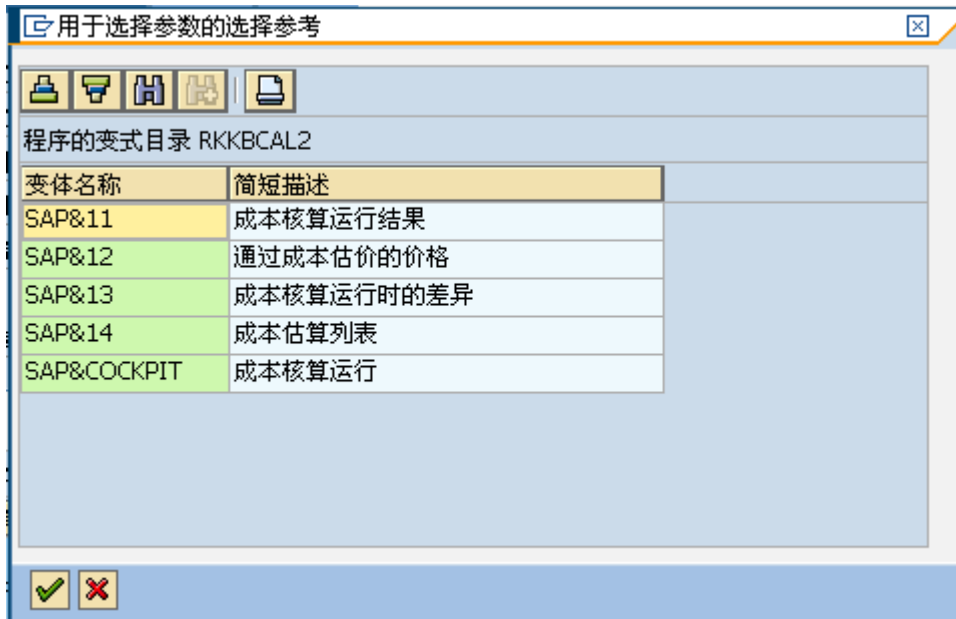 用于选择参数的选择参考
程序的变式目录 RKKBCAL2
变体名称 简短描述
SAP&11 成本核算运行结果
SAP&12 通过成本估价的价格
SAP&13 成本核算运行时的差异
SAP&14 成本估算列表
SAP&COCKPIT 成本核算运行